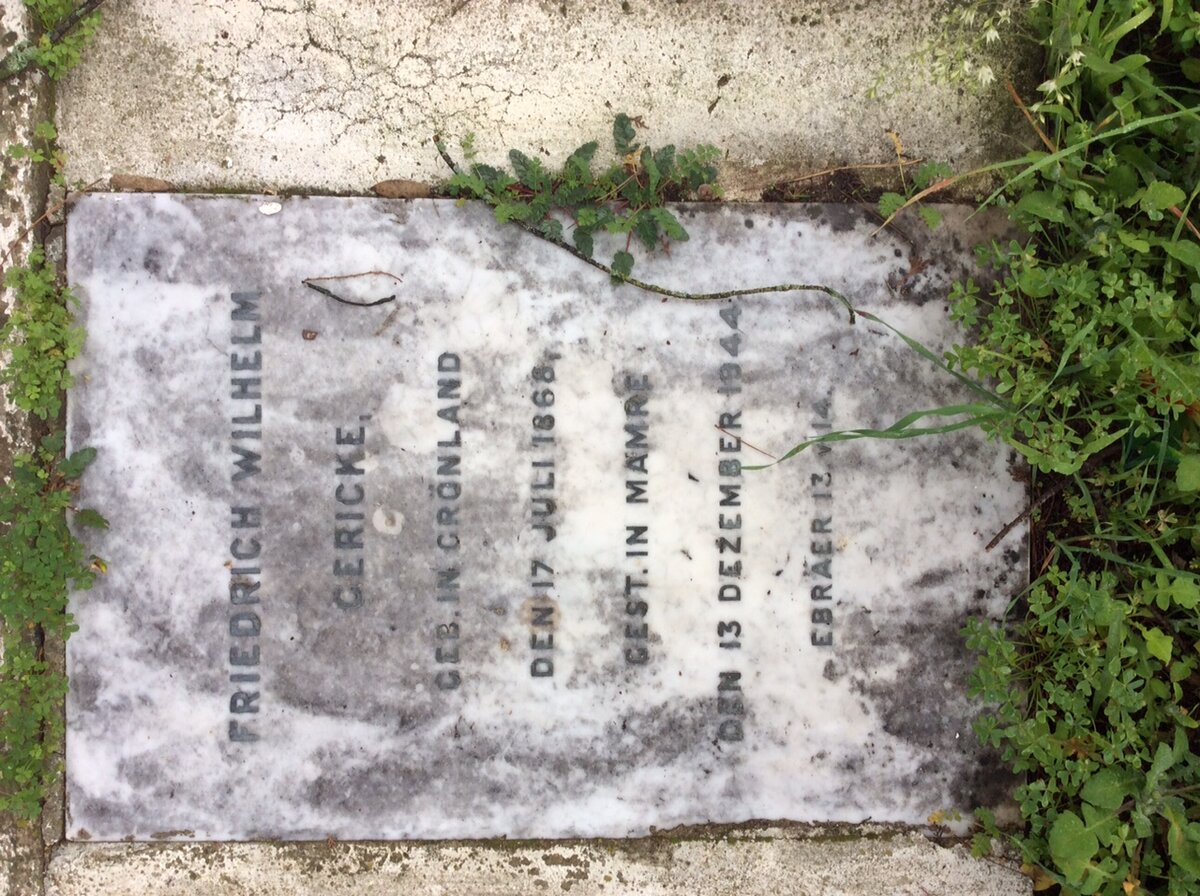 FRIEDRICH WILHELM
GERICKE,
GEB. IN GRÖNLAND
DEN 17 JULI 1868,
GEST. IN MAMRE
DEN 13 DEZEMBER 1944
EBRÄER 13 V 14.